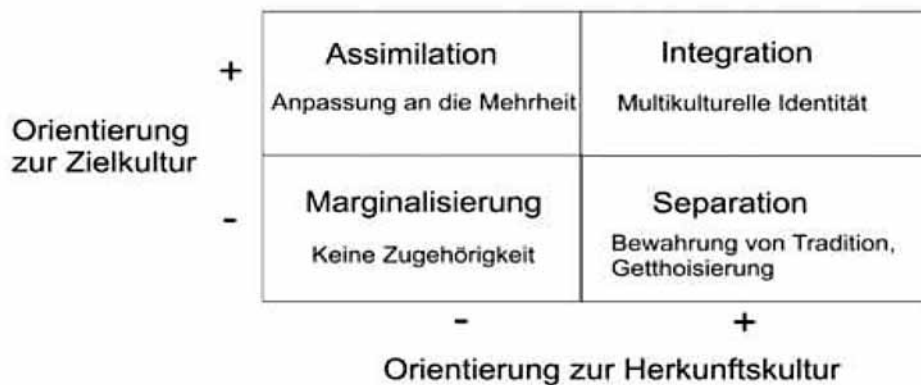 Assimilation
Integration
+
Anpassung an die Mehrheit
Multikulturelle Identität
Orientierung
zur Zielkultur
Marginalisierung
Separation
-
Keine Zugehörigkeit
Bewahrung von Tradition,
Getthoisierung
-
+
Orientierung zur Herkunftskultur